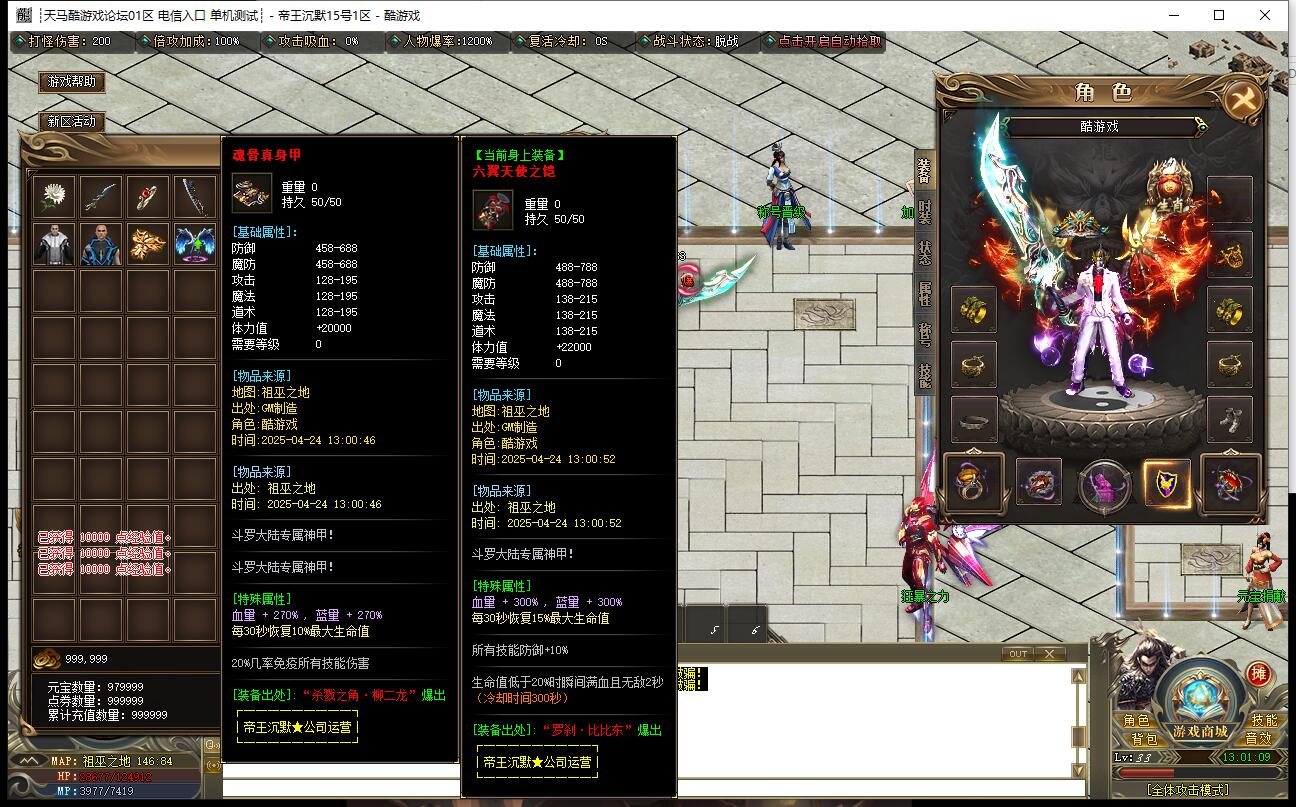 天马酷游戏论坛01区 电信入口 单机测试 - 帝王沉默15号1区 - 酷游戏
打怪伤害: 200
倍攻加成: 100%
攻击吸血: 0%
人物爆率:1200%
复活冷却: 0S
战斗状态: 脱战
点击开启自动拾取
游戏帮助
新区活动
魂骨真身甲
重量 0
持久 50/50
[基础属性]:
防御 458-688
魔防 458-688
攻击 128-195
魔法 128-195
道术 128-195
体力值 +20000
需要等级 0
[物品来源]
地图:祖巫之地
出处:GM制造
角色:酷游戏
时间:2025-04-24 13:00:46
[物品来源]
出处: 祖巫之地
时间: 2025-04-24 13:00:46
斗罗大陆专属神甲!
斗罗大陆专属神甲!
[特殊属性]
血量 + 270% , 蓝量 + 270%
每30秒恢复10%最大生命值
20%几率免疫所有技能伤害
[装备出处]:“杀戮之角·柳二龙”爆出
帝王沉默★公司运营
【当前身上装备】
六翼天使之铠
重量 0
持久 50/50
[基础属性]:
防御 488-788
魔防 488-788
攻击 138-215
魔法 138-215
道术 138-215
体力值 +22000
需要等级 0
[物品来源]
地图:祖巫之地
出处:GM制造
角色:酷游戏
时间:2025-04-24 13:00:52
[物品来源]
出处: 祖巫之地
时间: 2025-04-24 13:00:52
斗罗大陆专属神甲!
[特殊属性]
血量 + 300% , 蓝量 + 300%
每30秒恢复15%最大生命值
所有技能防御+10%
生命值低于20%时瞬间满血且无敌2秒
(冷却时间300秒)
[装备出处]:“罗刹·比比东”爆出
帝王沉默★公司运营
已获得 10000 点经验值。
已获得 10000 点经验值。
已获得 10000 点经验值。
999,999
元宝数量: 979999
点券数量: 999999
累计充值数量: 999999
MAP: 祖巫之地 146:84
HP: 28677/124912
MP: 3977/7419
称号晋级
加
角 色
酷游戏
装备
时装
状态
属性
称号
技能
生肖
狂暴之力
元宝捐献
5
6
OUT
X
骗!
骗!
摊
角色
技能
背包
游戏商城
音效
Lv: 33
13:01:09
[全体攻击模式]